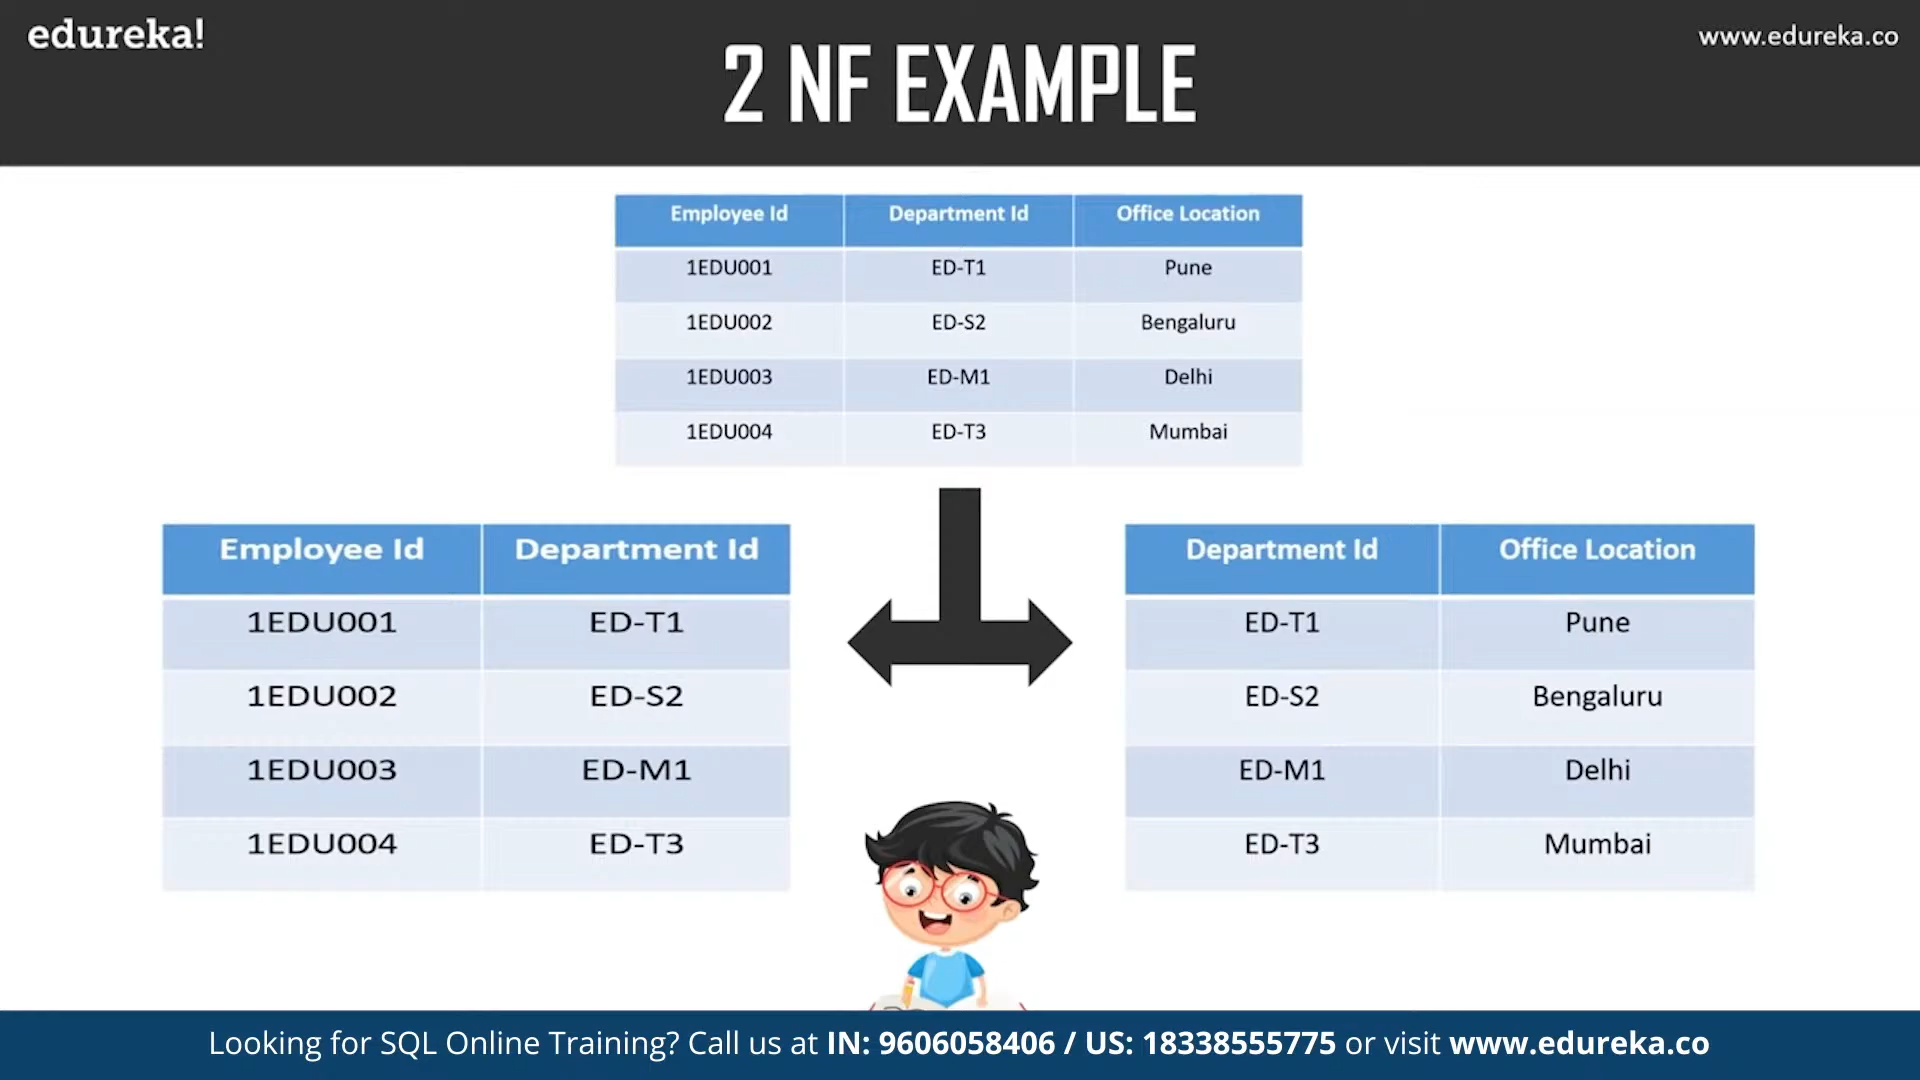 edureka!
www.edureka.co
2 NF EXAMPLE
Employee Id Department Id Office Location
1EDU001 ED-T1 Pune
1EDU002 ED-S2 Bengaluru
1EDU003 ED-M1 Delhi
1EDU004 ED-T3 Mumbai
Employee Id Department Id
1EDU001 ED-T1
1EDU002 ED-S2
1EDU003 ED-M1
1EDU004 ED-T3
Department Id Office Location
ED-T1 Pune
ED-S2 Bengaluru
ED-M1 Delhi
ED-T3 Mumbai
Looking for SQL Online Training? Call us at IN: 9606058406 / US: 18338555775 or visit www.edureka.co